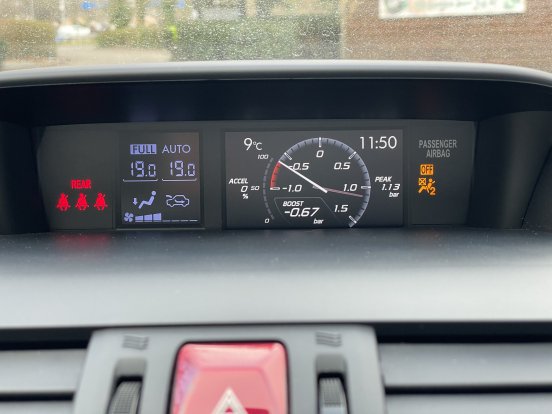 REAR
FULL AUTO
19.0 19.0
9°C
11:50
100
50
0
ACCEL
0
%
-1.0
-0.5
0
0.5
1.0
1.5
BOOST
-0.67
bar
PEAK
1.13
bar
PASSENGER
AIRBAG
OFF
2